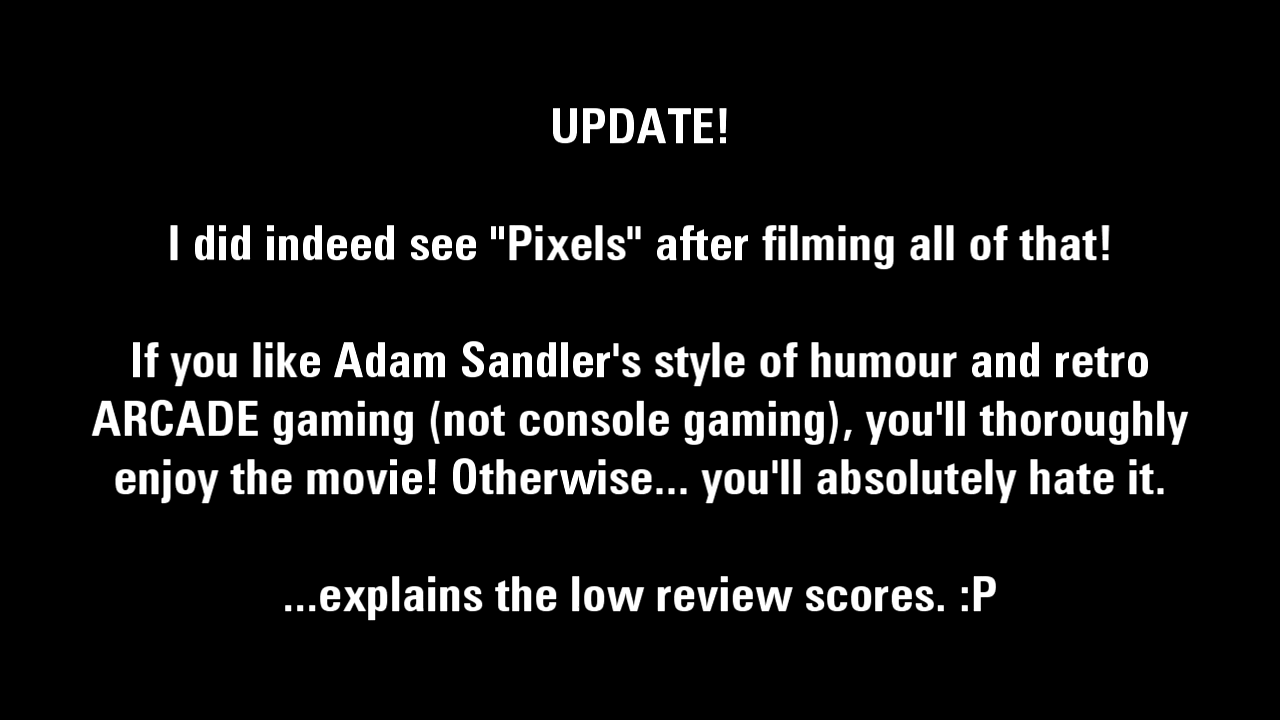 UPDATE!
I did indeed see "Pixels" after filming all of that!
If you like Adam Sandler's style of humour and retro
ARCADE gaming (not console gaming), you'll thoroughly
enjoy the movie! Otherwise... you'll absolutely hate it.
...explains the low review scores. :P